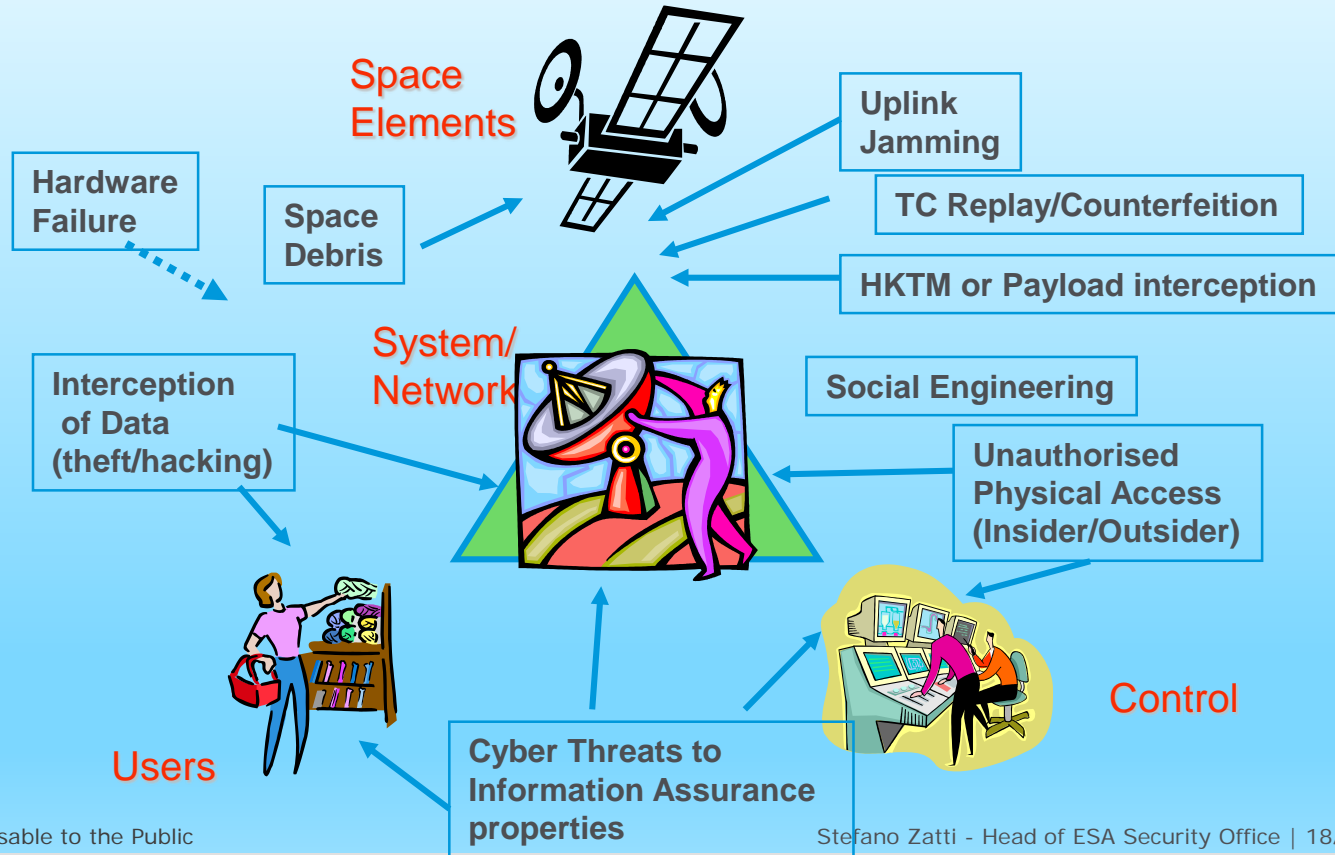 Space
Elements
Uplink
Jamming
Hardware
Failure
Space
Debris
TC Replay/Counterfeition
HKTM or Payload interception
System/
Network
Interception
of Data
(theft/hacking)
Social Engineering
Unauthorised
Physical Access
(Insider/Outsider)
Control
Users
Cyber Threats to
Information Assurance
properties
to the Public
Stefano Zatti - Head of ESA Security Office | 18